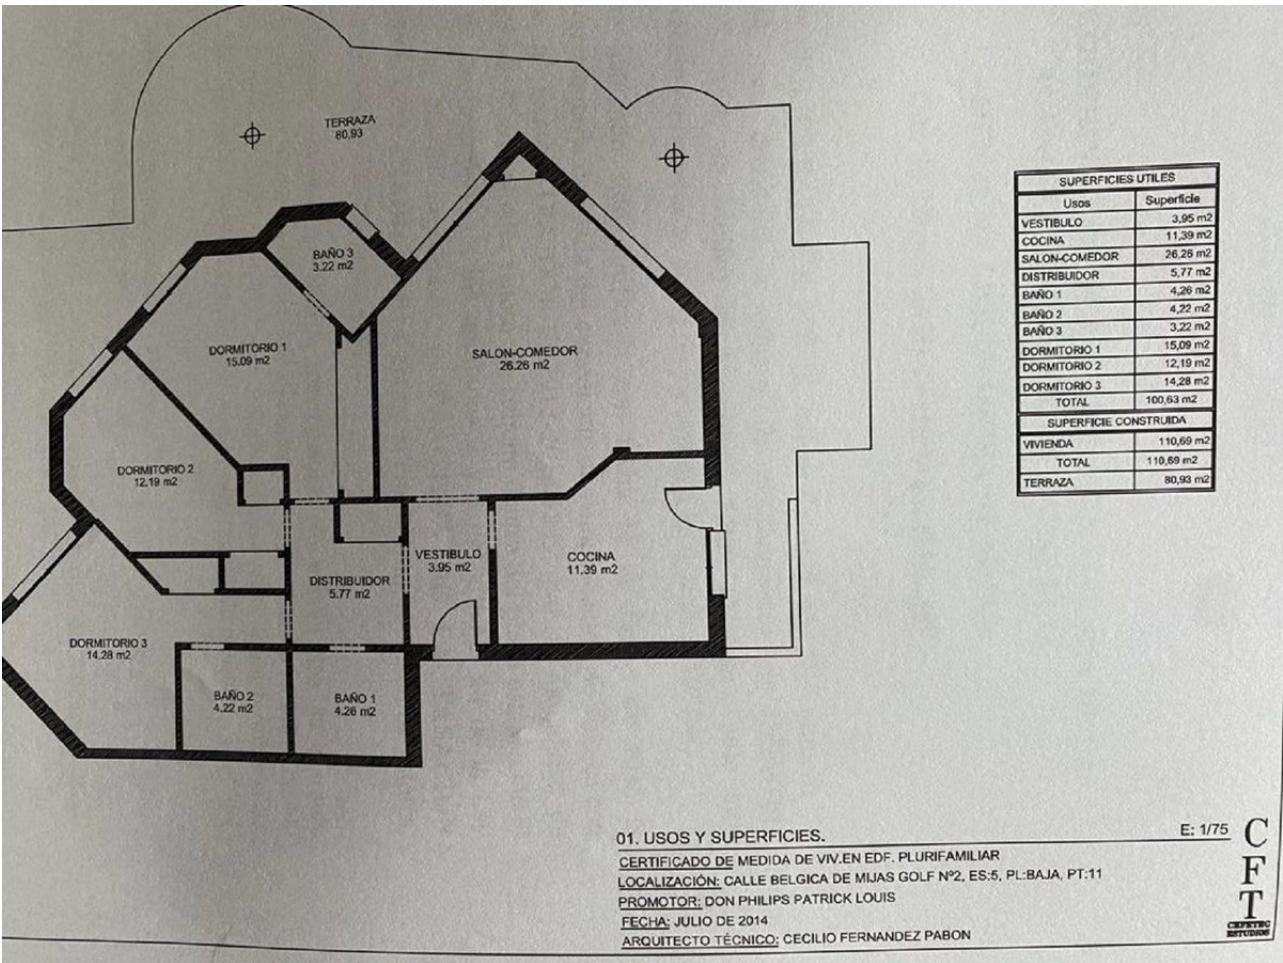 TERRAZA
80,93
BAÑO 3
3.22 m2
DORMITORIO 1
15.09 m2
SALON-COMEDOR
26.26 m2
DORMITORIO 2
12.19 m2
VESTIBULO
3.95 m2
COCINA
11.39 m2
DISTRIBUIDOR
5.77 m2
DORMITORIO 3
14.28 m2
BAÑO 2
4.22 m2
BAÑO 1
4.26 m2
SUPERFICIES UTILES
Usos Superficie
VESTIBULO 3,95 m2
COCINA 11,39 m2
SALON-COMEDOR 26,26 m2
DISTRIBUIDOR 5,77 m2
BAÑO 1 4,26 m2
BAÑO 2 4,22 m2
BAÑO 3 3,22 m2
DORMITORIO 1 15,09 m2
DORMITORIO 2 12,19 m2
DORMITORIO 3 14,28 m2
TOTAL 100,63 m2
SUPERFICIE CONSTRUIDA
VIVIENDA 110,69 m2
TOTAL 110,69 m2
TERRAZA 80,93 m2
01. USOS Y SUPERFICIES. E: 1/75
CERTIFICADO DE MEDIDA DE VIV.EN EDF. PLURIFAMILIAR
LOCALIZACIÓN: CALLE BELGICA DE MIJAS GOLF Nº2, ES:5, PL:BAJA, PT:11
PROMOTOR: DON PHILIPS PATRICK LOUIS
FECHA: JULIO DE 2014
ARQUITECTO TÉCNICO: CECILIO FERNANDEZ PABON
C
F
T
CEFETEC
ESTUDIOS